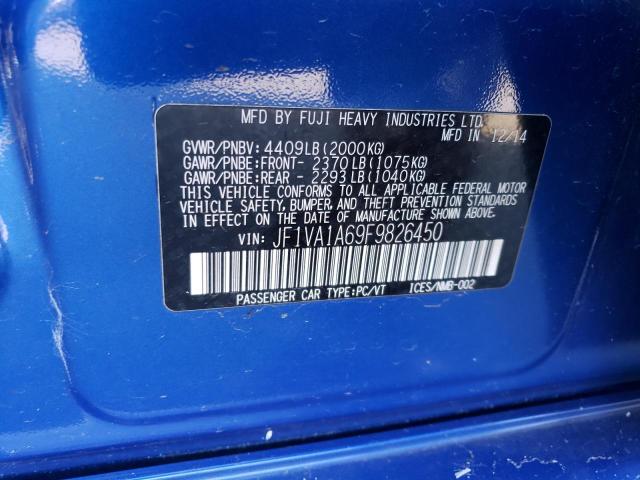 MFD BY FUJI HEAVY INDUSTRIES LTD.
MFD IN 12/14
GVWR/PNBV: 4409LB(2000KG)
GAWR/PNBE:FRONT- 2370LB(1075KG)
GAWR/PNBE:REAR - 2293LB(1040KG)
THIS VEHICLE CONFORMS TO ALL APPLICABLE FEDERAL MOTOR
VEHICLE SAFETY, BUMPER, AND THEFT PREVENTION STANDARDS
IN EFFECT ON THE DATE OF MANUFACTURE SHOWN ABOVE.
VIN: JF1VA1A69F9826450
PASSENGER CAR TYPE:PC/VT ICES/NMB-002